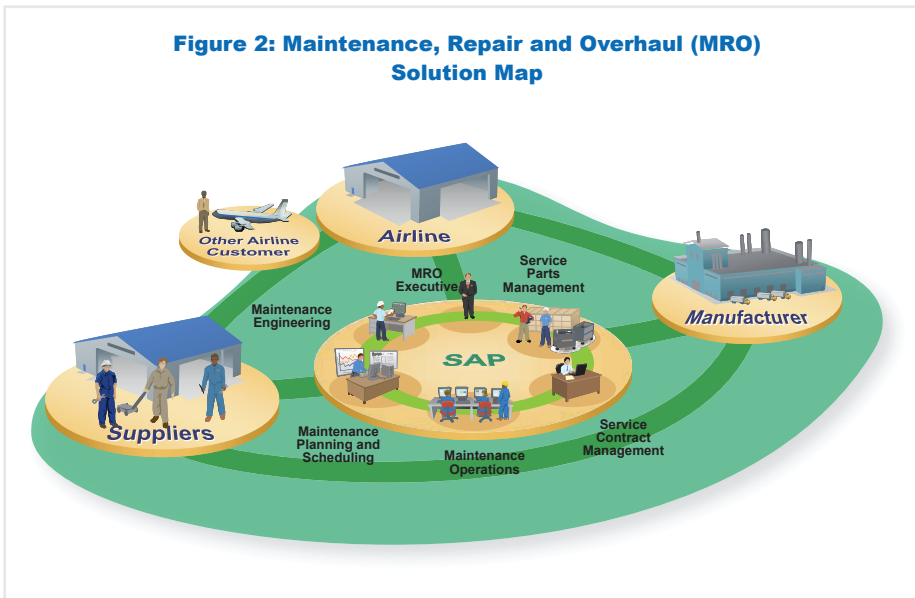 Figure 2: Maintenance, Repair and Overhaul (MRO)
Solution Map
Airline
Other Airline
Customer
MRO
Executive
Service
Parts
Management
Maintenance
Engineering
Manufacturer
SAP
Suppliers
Maintenance
Planning and
Scheduling
Maintenance
Operations
Service
Contract
Management